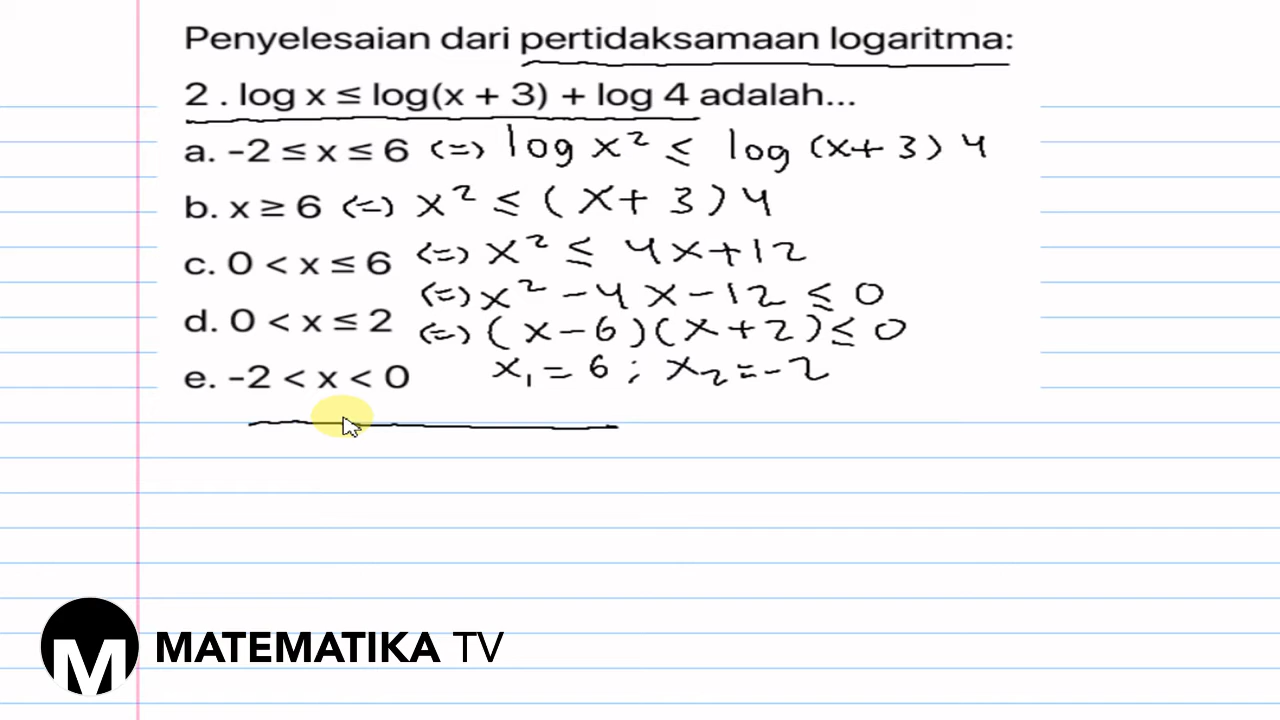 Penyelesaian dari pertidaksamaan logaritma:
2 . log x ≤ log(x + 3) + log 4 adalah...
a. -2 ≤ x ≤ 6 (=) log x² ≤ log (x+3) 4
b. x ≥ 6 (=) x² ≤ (x+3) 4
c. 0 < x ≤ 6 (=) x² ≤ 4x+12
(=) x² -4x-12 ≤ 0
d. 0 < x ≤ 2 (=) (x-6)(x+2) ≤ 0
e. -2 < x < 0 x₁ = 6 ; x₂ = -2
M MATEMATIKA TV